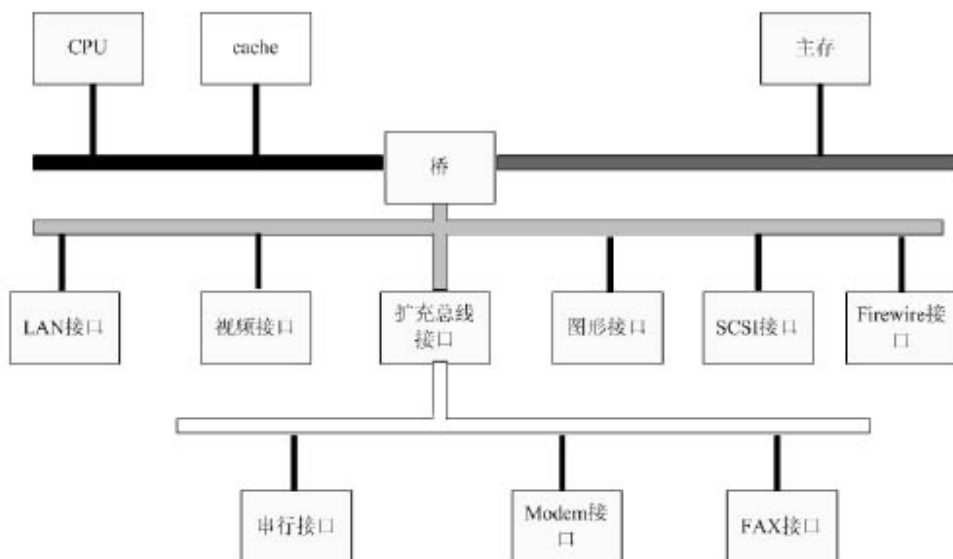 CPU
cache
主存
桥
LAN接口
视频接口
扩充总线
接口
图形接口
SCSI接口
Firewire接
口
串行接口
Modem接
口
FAX接口